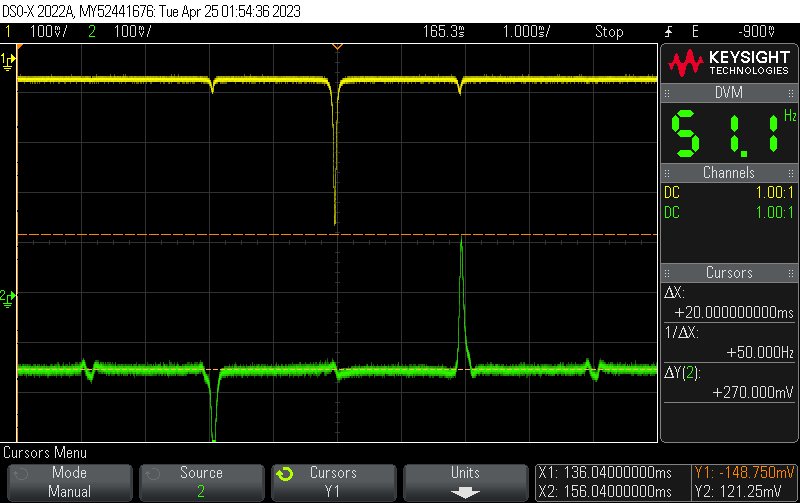 DSO-X 2022A, MY52441676: Tue Apr 25 01:54:36 2023
1 100%/ 2 100%/ 165.3▫ 1.000▫/ Stop E -900▫
1
KEYSIGHT
TECHNOLOGIES
DVM
51.1 Hz
Channels
DC 1.00:1
DC 1.00:1
Cursors
ΔX:
+20.000000000ms
1/ΔX:
+50.000Hz
ΔY(2):
+270.000mV
2
Cursors Menu
Mode
Manual
Source
2
Cursors
Y1
Units
X1: 136.04000000ms
X2: 156.04000000ms
Y1: -148.750mV
Y2: 121.25mV